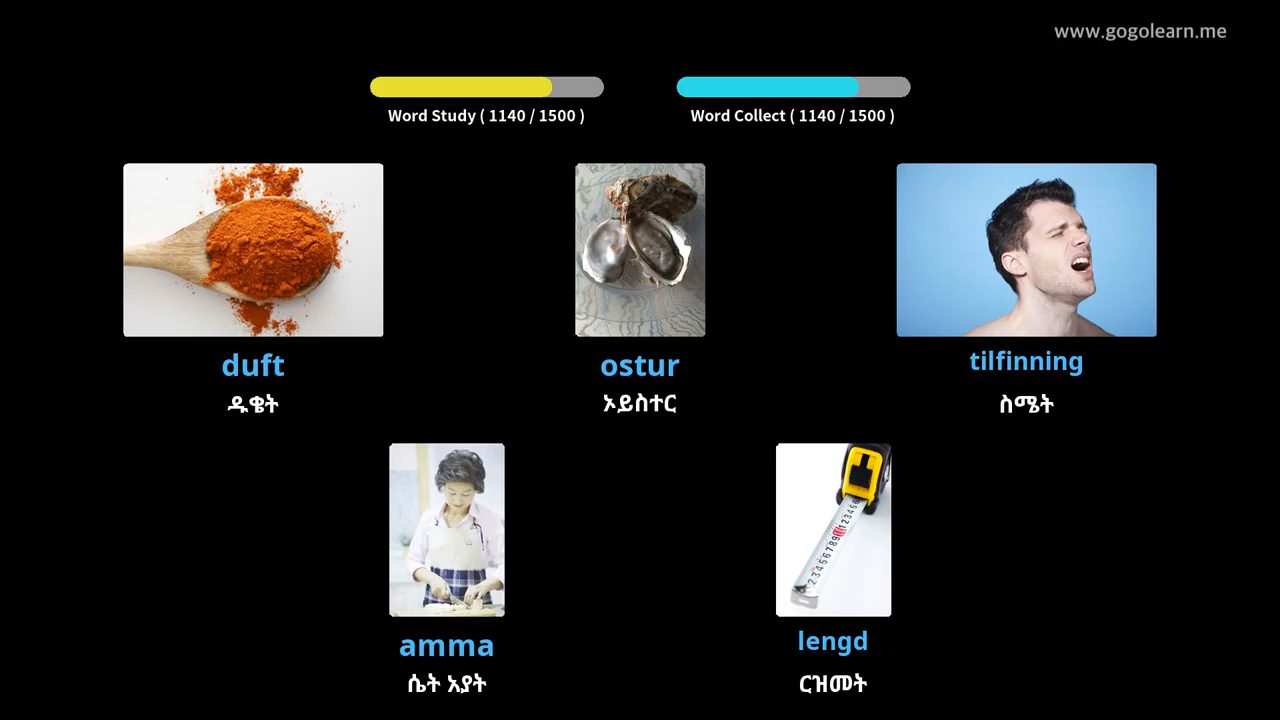 www.gogolearn.me
Word Study ( 1140 / 1500 )
Word Collect ( 1140 / 1500 )
duft
ostur
tilfinning
ዱቄት
ኦይስተር
ስሜት
amma
lengd
ሴት አያት
ርዝመት